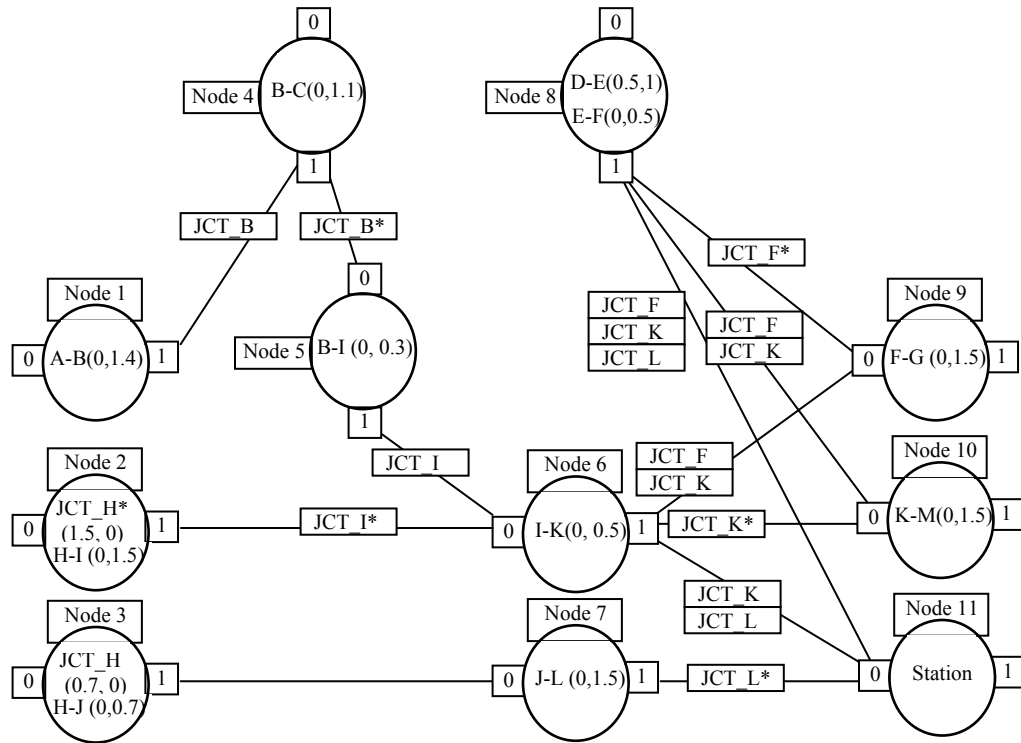 0
B-C(0,1.1)
Node 4
1
0
D-E(0.5,1)
E-F(0,0.5)
Node 8
1
JCT_B
JCT_B*
JCT_F*
Node 1
0
A-B(0,1.4)
1
0
B-I (0, 0.3)
Node 5
1
JCT_F
JCT_K
JCT_L
JCT_F
JCT_K
Node 9
0
F-G (0,1.5)
1
Node 2
0
JCT_H*
(1.5, 0)
H-I (0,1.5)
1
JCT_I
JCT_I*
Node 6
0
I-K(0, 0.5)
1
JCT_F
JCT_K
JCT_K*
Node 10
0
K-M(0,1.5)
1
JCT_K
JCT_L
Node 3
0
JCT_H
(0.7, 0)
H-J (0,0.7)
1
Node 7
0
J-L (0,1.5)
1
JCT_L*
Node 11
0
Station
1